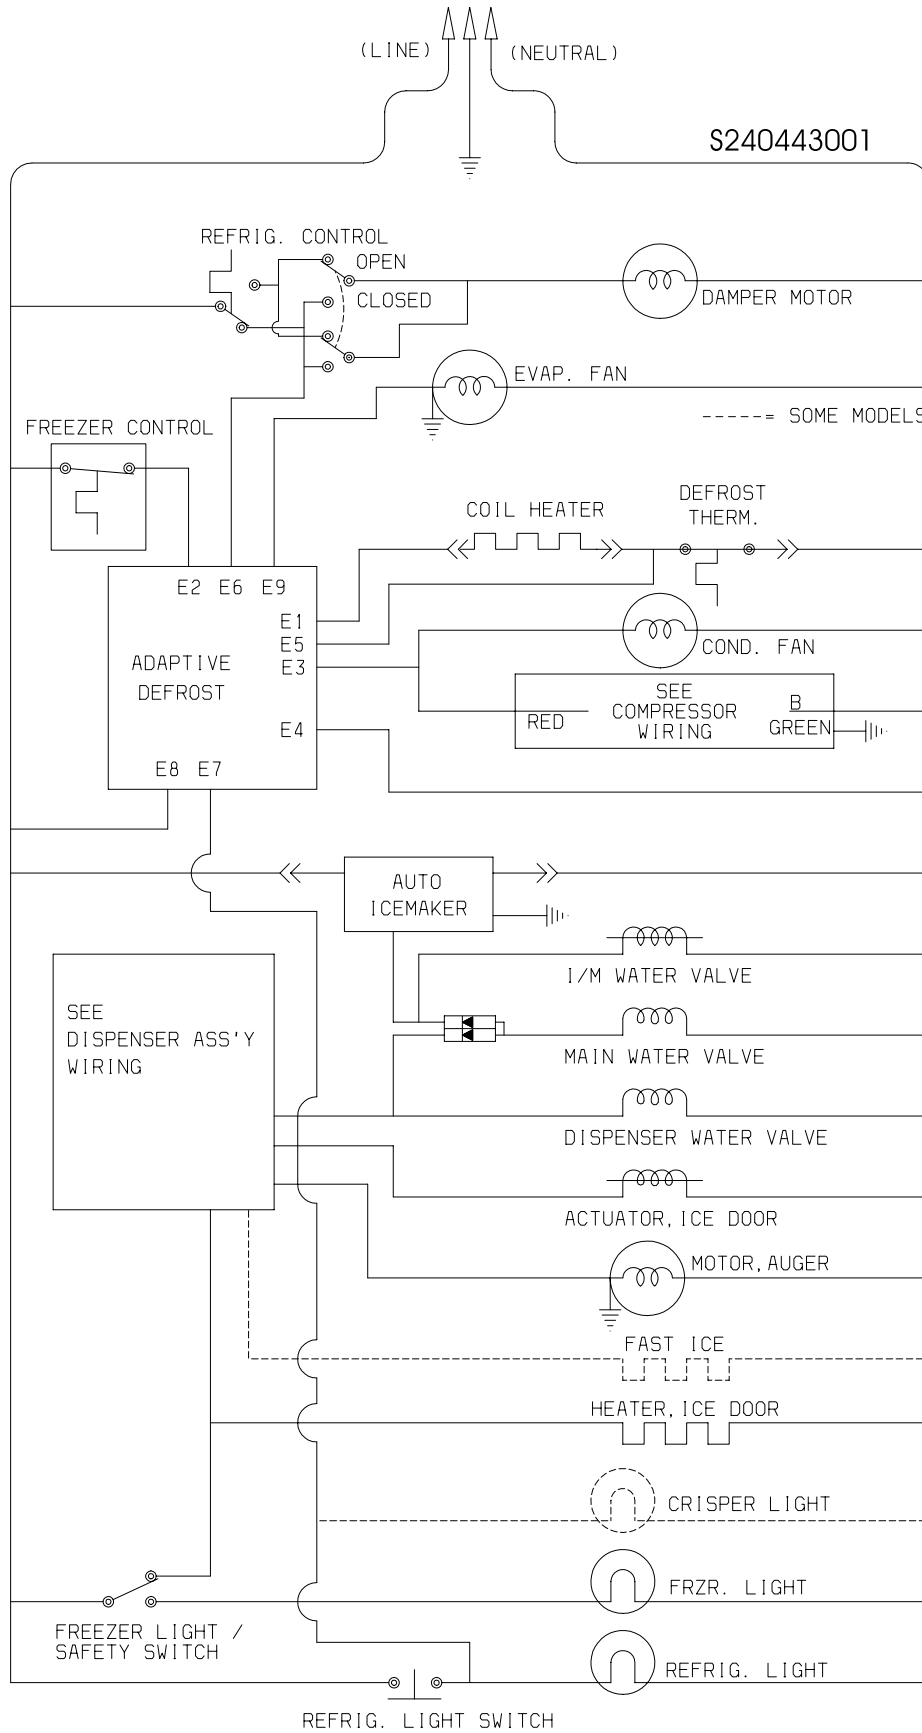 (LINE)
(NEUTRAL)
S240443001
REFRIG. CONTROL
OPEN
CLOSED
DAMPER MOTOR
EVAP. FAN
-----= SOME MODELS
FREEZER CONTROL
COIL HEATER
DEFROST
THERM.
E2 E6 E9
E1
E5
E3
ADAPTIVE
DEFROST
COND. FAN
SEE
COMPRESSOR
WIRING
RED
B
GREEN
E4
E8 E7
AUTO
ICEMAKER
I/M WATER VALVE
SEE
DISPENSER ASS'Y
WIRING
MAIN WATER VALVE
DISPENSER WATER VALVE
ACTUATOR, ICE DOOR
MOTOR, AUGER
FAST ICE
HEATER, ICE DOOR
CRISPER LIGHT
FRZR. LIGHT
FREEZER LIGHT /
SAFETY SWITCH
REFRIG. LIGHT
REFRIG. LIGHT SWITCH